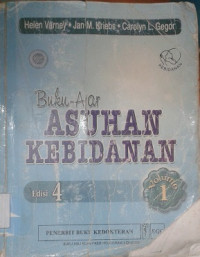 Helen Varney • Jan M. Kriebs • Carolyn L. Gegor
Buku-Ajar
ASUHAN
KEBIDANAN
Edisi 4
Volume
1
PENERBIT BUKU KEDOKTERAN